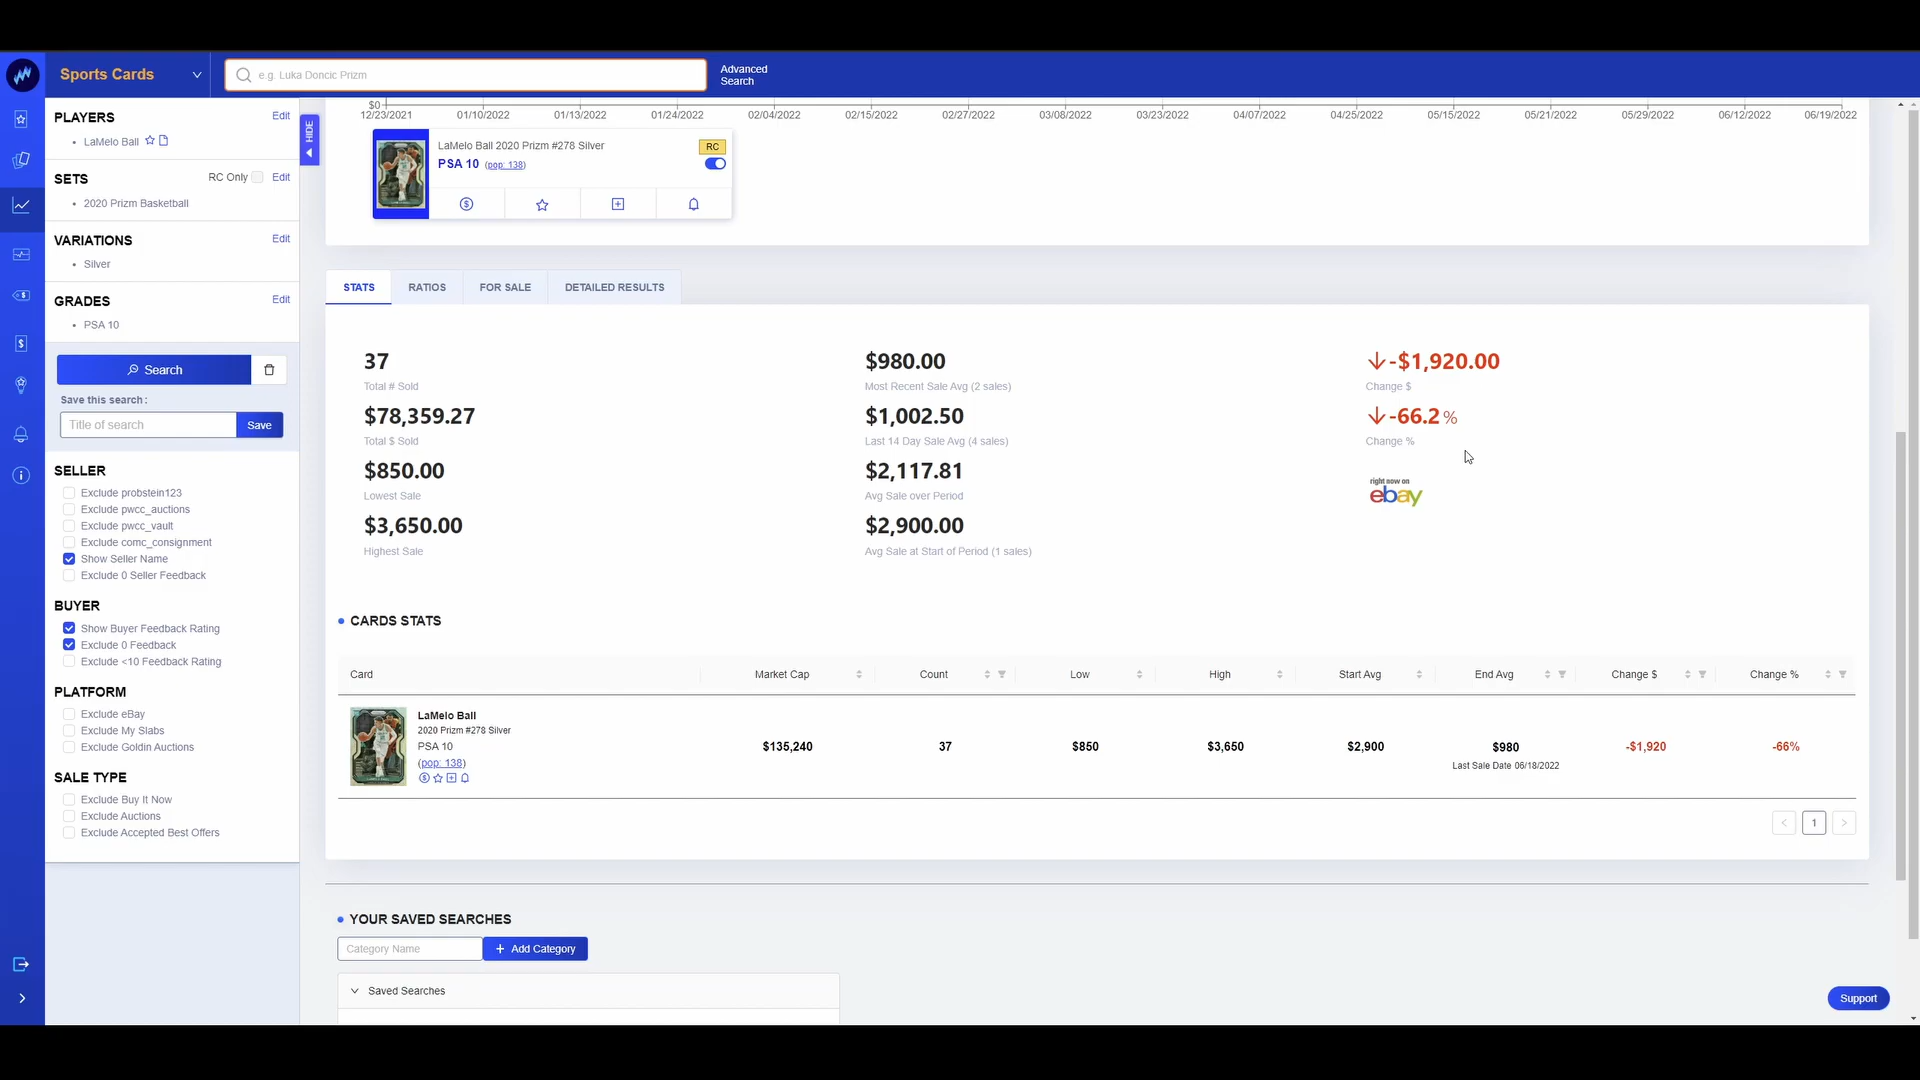 Sports Cards
e.g. Luka Doncic Prizm
Advanced
Search
PLAYERS
Edit
LaMelo Ball
SETS
RC Only
Edit
2020 Prizm Basketball
VARIATIONS
Edit
Silver
GRADES
Edit
PSA 10
Search
Save this search:
Title of search
Save
SELLER
Exclude probstein123
Exclude pwcc_auctions
Exclude pwcc_vault
Exclude comc_consignment
Show Seller Name
Exclude 0 Seller Feedback
BUYER
Show Buyer Feedback Rating
Exclude 0 Feedback
Exclude <10 Feedback Rating
PLATFORM
Exclude eBay
Exclude My Slabs
Exclude Goldin Auctions
SALE TYPE
Exclude Buy It Now
Exclude Auctions
Exclude Accepted Best Offers
HIDE
$0
12/23/2021 01/10/2022 01/13/2022 01/24/2022 02/04/2022 02/15/2022 02/27/2022 03/08/2022 03/23/2022 04/07/2022 04/25/2022 05/15/2022 05/21/2022 05/29/2022 06/12/2022 06/19/2022
LaMelo Ball 2020 Prizm #278 Silver
RC
PSA 10 (pop: 138)
STATS RATIOS FOR SALE DETAILED RESULTS
37
Total # Sold
$78,359.27
Total $ Sold
$850.00
Lowest Sale
$3,650.00
Highest Sale
$980.00
Most Recent Sale Avg (2 sales)
$1,002.50
Last 14 Day Sale Avg (4 sales)
$2,117.81
Avg Sale over Period
$2,900.00
Avg Sale at Start of Period (1 sales)
-$1,920.00
Change $
-66.2 %
Change %
right now on
ebay
CARDS STATS
Card Market Cap Count Low High Start Avg End Avg Change $ Change %
LaMelo Ball
2020 Prizm #278 Silver
PSA 10
(pop: 138)
$135,240 37 $850 $3,650 $2,900 $980 -$1,920 -66%
Last Sale Date 06/18/2022
1
YOUR SAVED SEARCHES
Category Name
+ Add Category
Saved Searches
Support